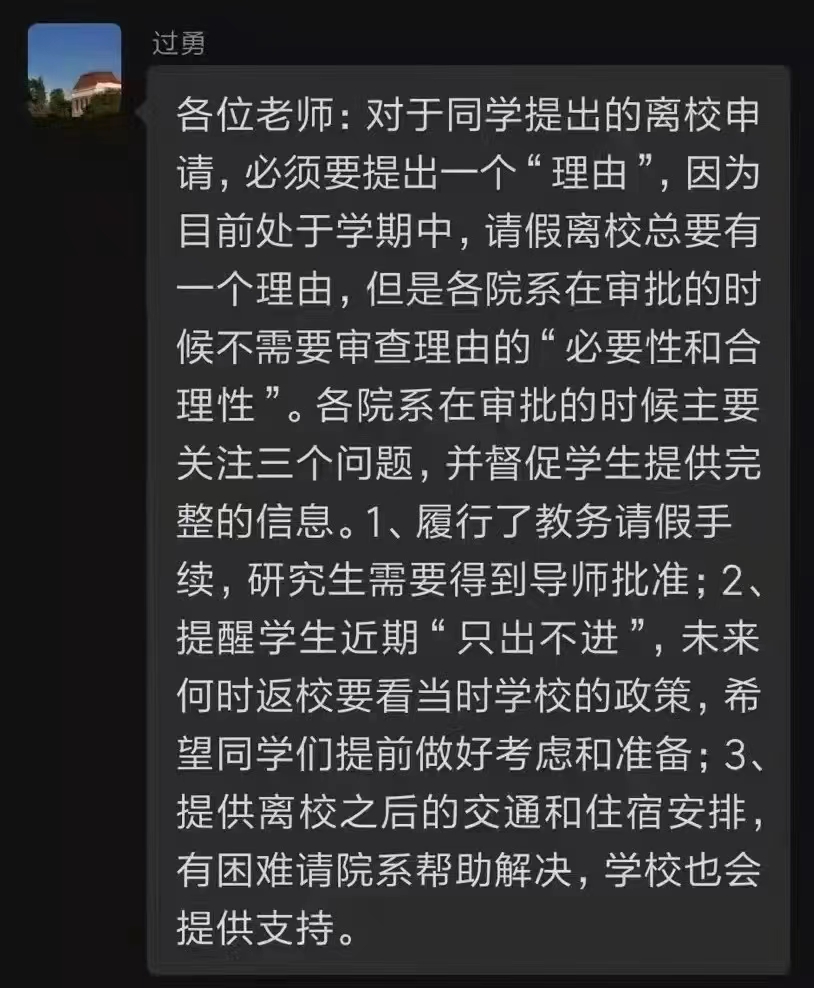 过勇
各位老师：对于同学提出的离校申
请，必须要提出一个“理由”，因为
目前处于学期中，请假离校总要有
一个理由，但是各院系在审批的时
候不需要审查理由的“必要性和合
理性”。各院系在审批的时候主要
关注三个问题，并督促学生提供完
整的信息。1、履行了教务请假手
续，研究生需要得到导师批准；2、
提醒学生近期“只出不进”，未来
何时返校要看当时学校的政策，希
望同学们提前做好考虑和准备；3、
提供离校之后的交通和住宿安排，
有困难请院系帮助解决，学校也会
提供支持。